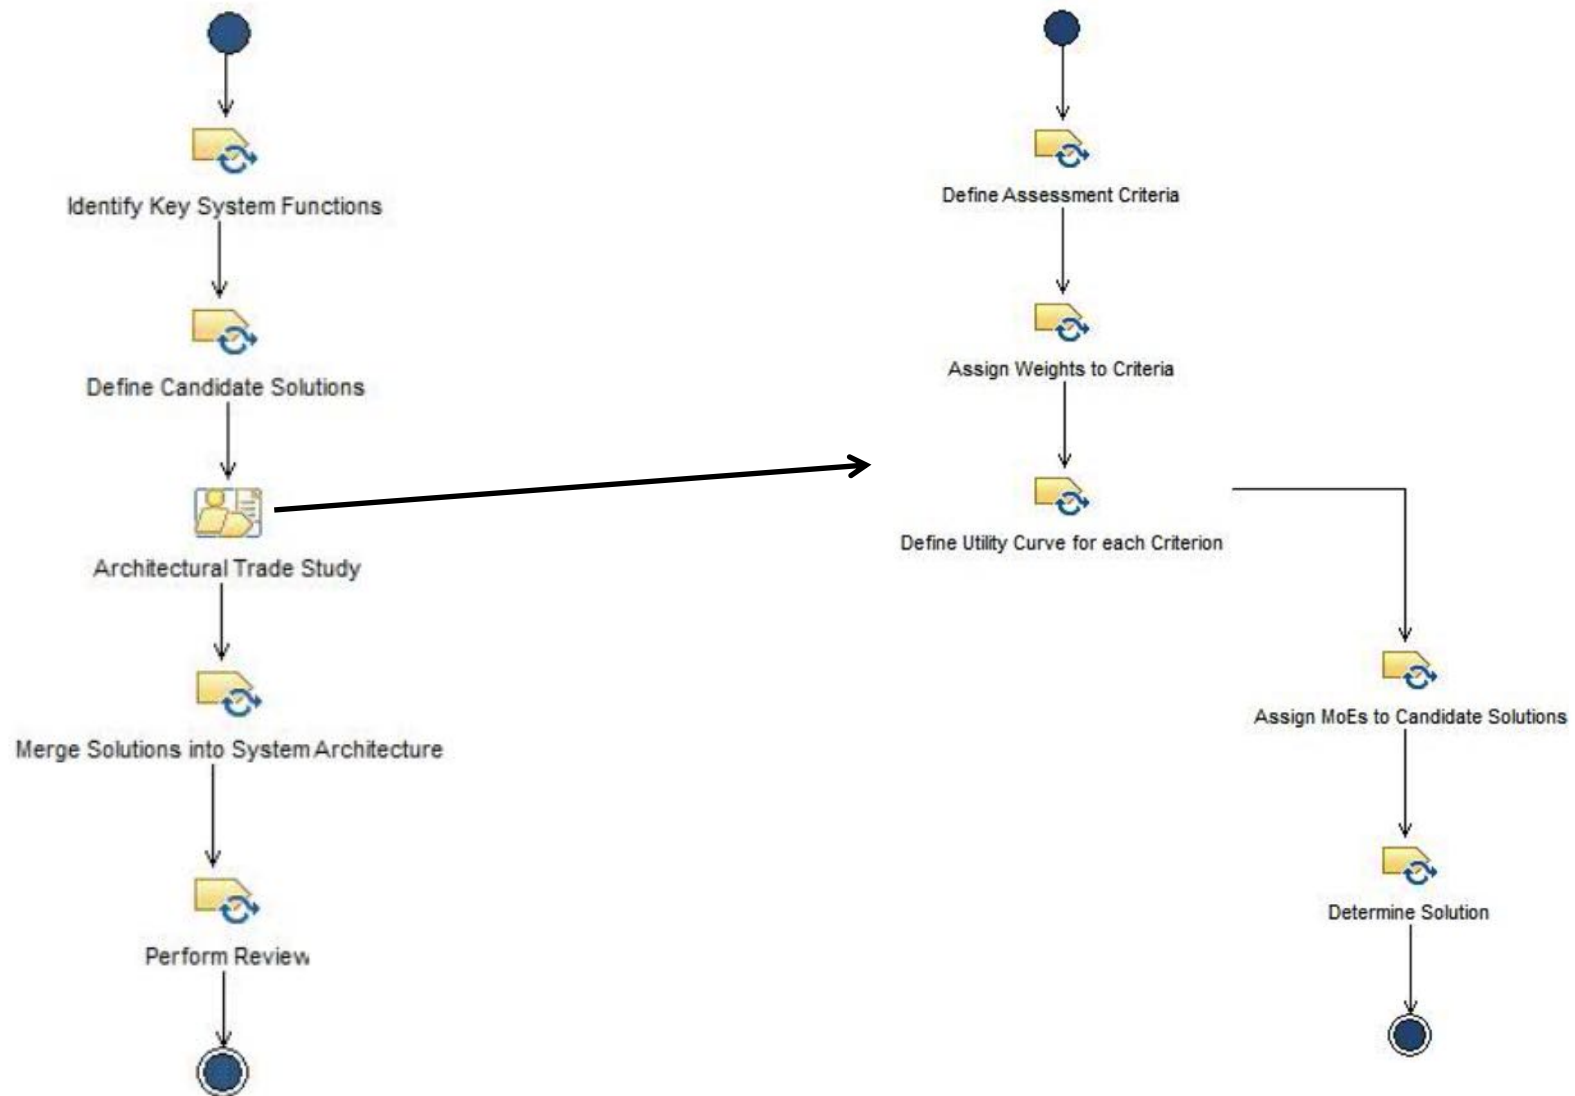 Identify Key System Functions
Define Candidate Solutions
Architectural Trade Study
Merge Solutions into System Architecture
Perform Review
Define Assessment Criteria
Assign Weights to Criteria
Define Utility Curve for each Criterion
Assign MoEs to Candidate Solutions
Determine Solution